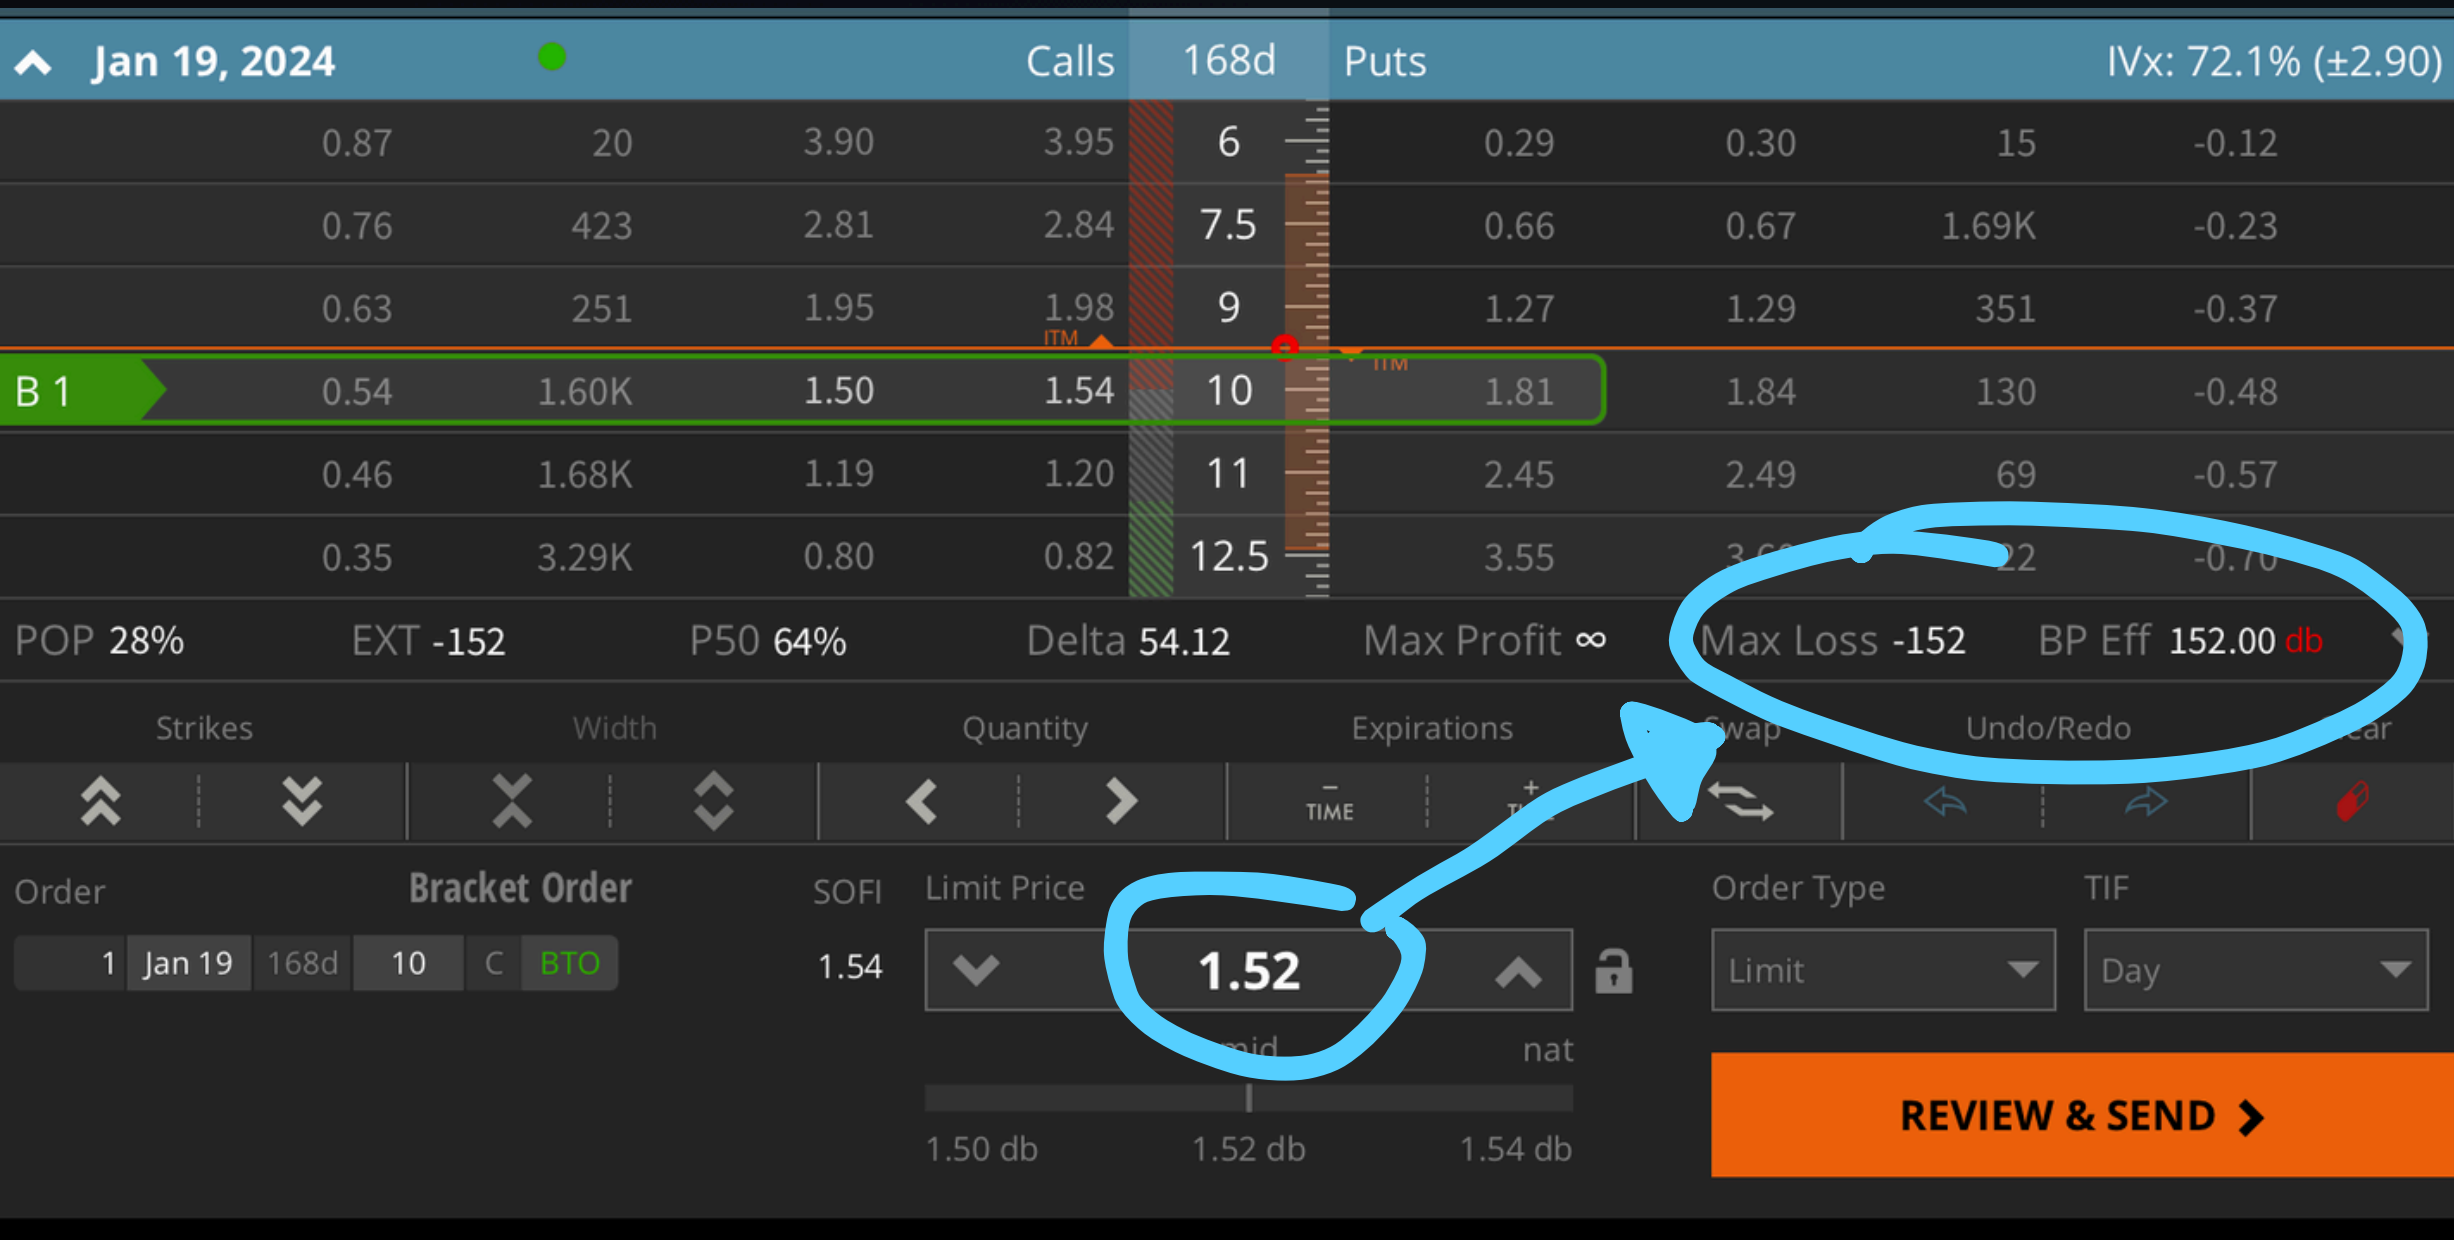 Jan 19, 2024 Calls 168d Puts IVx: 72.1% (±2.90)
0.87 20 3.90 3.95 6 0.29 0.30 15 -0.12
0.76 423 2.81 2.84 7.5 0.66 0.67 1.69K -0.23
0.63 251 1.95 1.98 9 1.27 1.29 351 -0.37
ITM
ITM
B 1 0.54 1.60K 1.50 1.54 10 1.81 1.84 130 -0.48
0.46 1.68K 1.19 1.20 11 2.45 2.49 69 -0.57
0.35 3.29K 0.80 0.82 12.5 3.55 22 -0.70
POP 28% EXT -152 P50 64% Delta 54.12 Max Profit ∞ Max Loss -152 BP Eff 152.00 db
Strikes Width Quantity Expirations Swap Undo/Redo
TIME
Order Bracket Order SOFI Limit Price Order Type TIF
1 Jan 19 168d 10 C BTO 1.54 1.52 Limit Day
mid nat
1.50 db 1.52 db 1.54 db
REVIEW & SEND